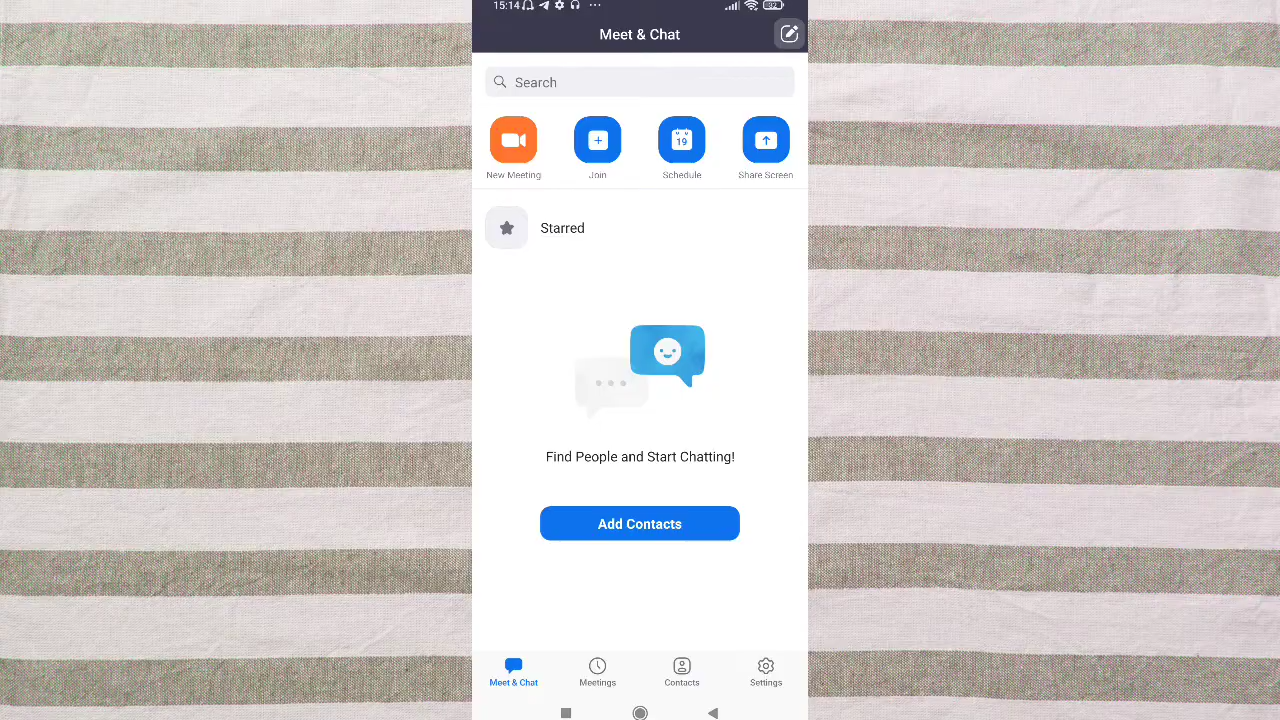 15:14
32
Meet & Chat
Search
19
New Meeting
Join
Schedule
Share Screen
Starred
Find People and Start Chatting!
Add Contacts
Meet & Chat
Meetings
Contacts
Settings